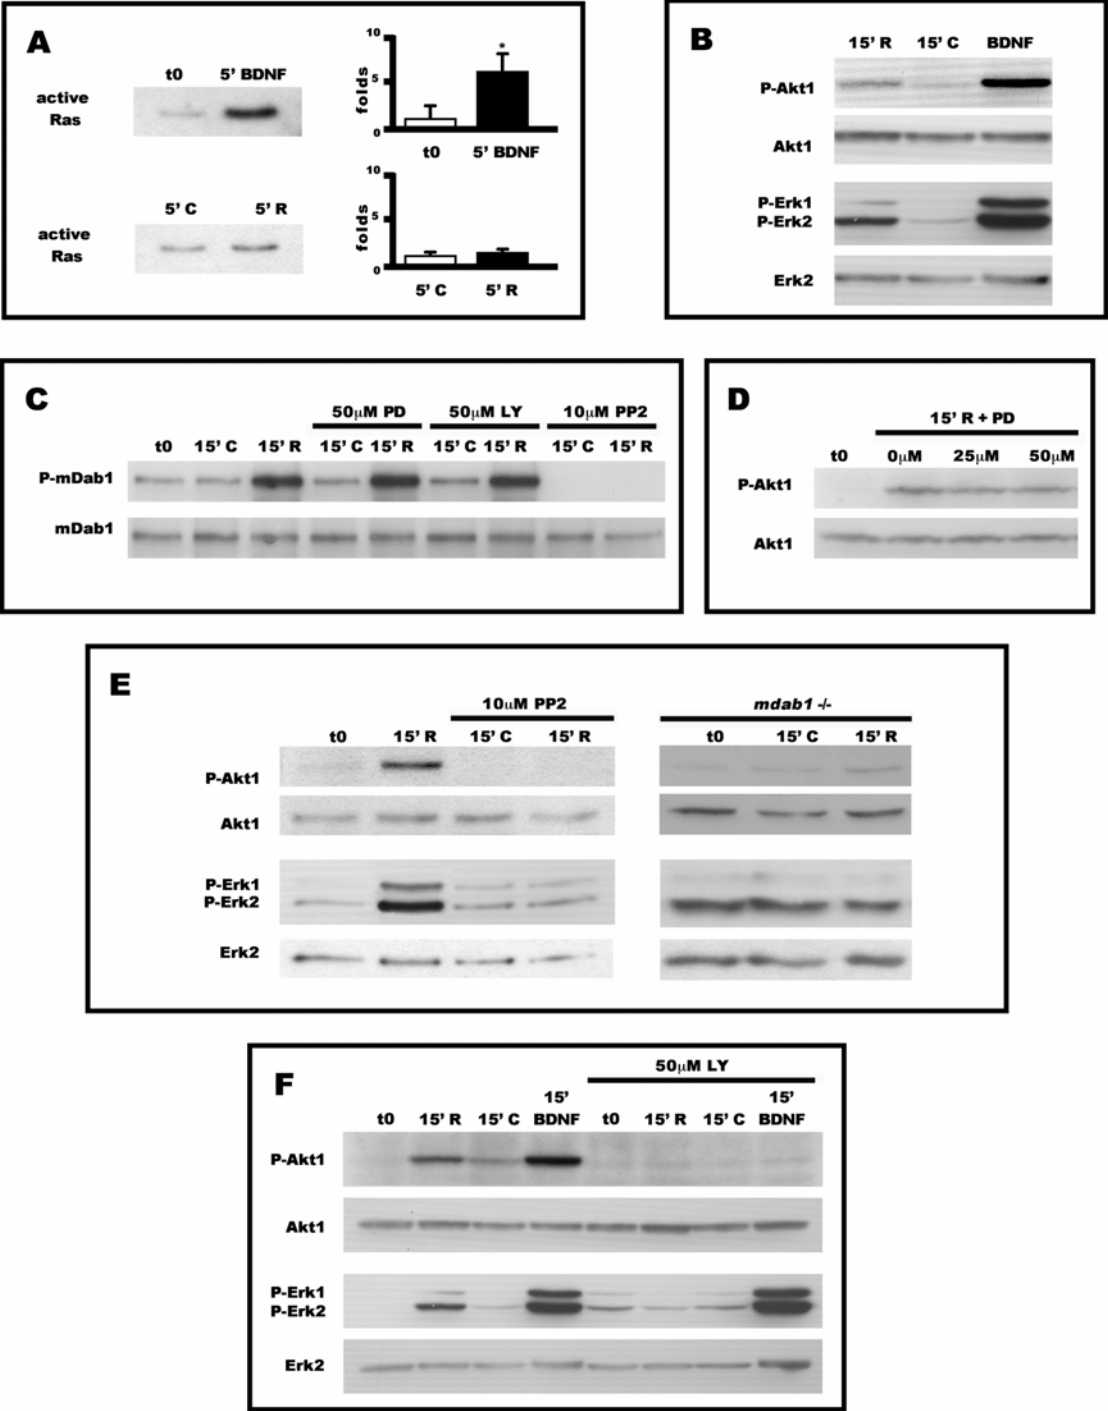 A
t0 5’ BDNF
active
Ras
10
5
0
folds
*
t0 5’ BDNF
5’ C 5’ R
active
Ras
10
5
0
folds
5’ C 5’ R
B
15’ R 15’ C BDNF
P-Akt1
Akt1
P-Erk1
P-Erk2
Erk2
C
50μM PD 50μM LY 10μM PP2
t0 15’ C 15’ R 15’ C 15’ R 15’ C 15’ R 15’ C 15’ R
P-mDab1
mDab1
D
15’ R + PD
t0 0μM 25μM 50μM
P-Akt1
Akt1
E
10μM PP2 mdab1 -/-
t0 15’ R 15’ C 15’ R t0 15’ C 15’ R
P-Akt1
Akt1
P-Erk1
P-Erk2
Erk2
F
50μM LY
15’ 15’
t0 15’ R 15’ C BDNF t0 15’ R 15’ C BDNF
P-Akt1
Akt1
P-Erk1
P-Erk2
Erk2